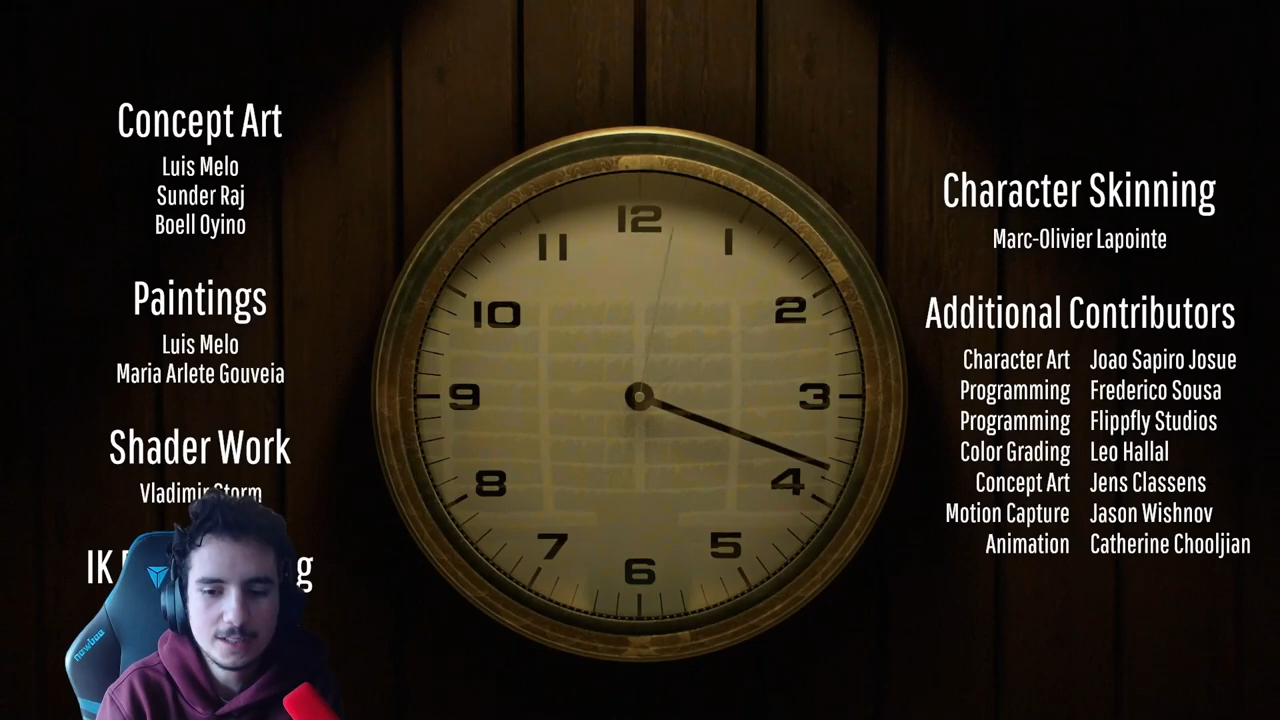 Concept Art
Luis Melo
Sunder Raj
Boell Oyino
Paintings
Luis Melo
Maria Arlete Gouveia
Shader Work
Vladimir Storm
IK
12
1
2
3
4
5
6
7
8
9
10
11
Character Skinning
Marc-Olivier Lapointe
Additional Contributors
Character Art Joao Sapiro Josue
Programming Frederico Sousa
Programming Flippfly Studios
Color Grading Leo Hallal
Concept Art Jens Classens
Motion Capture Jason Wishnov
Animation Catherine Chooljian